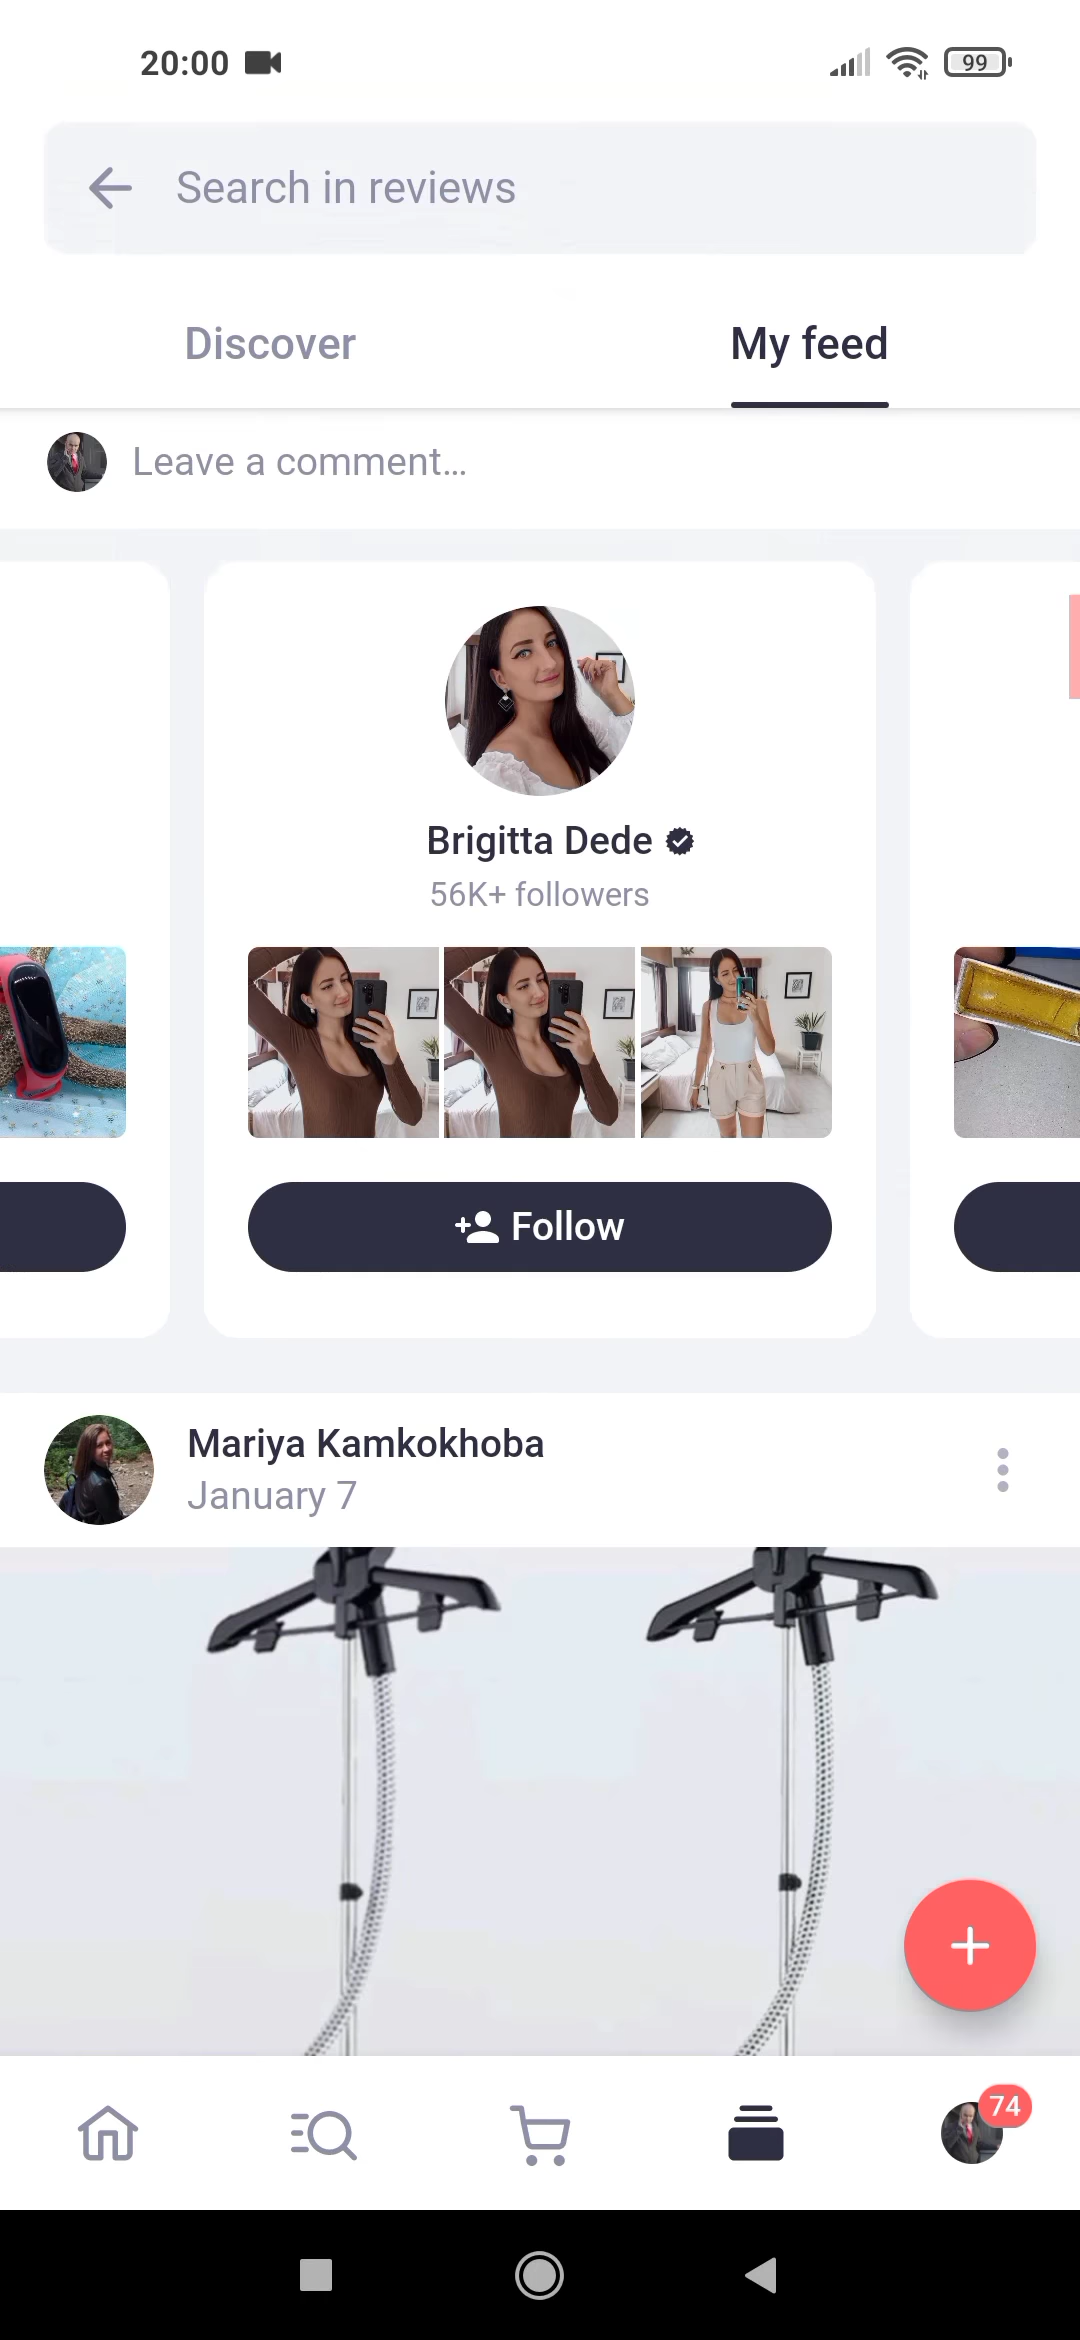 20:00
99
Search in reviews
Discover
My feed
Leave a comment...
Brigitta Dede
56K+ followers
Follow
Mariya Kamkokhoba
January 7
74